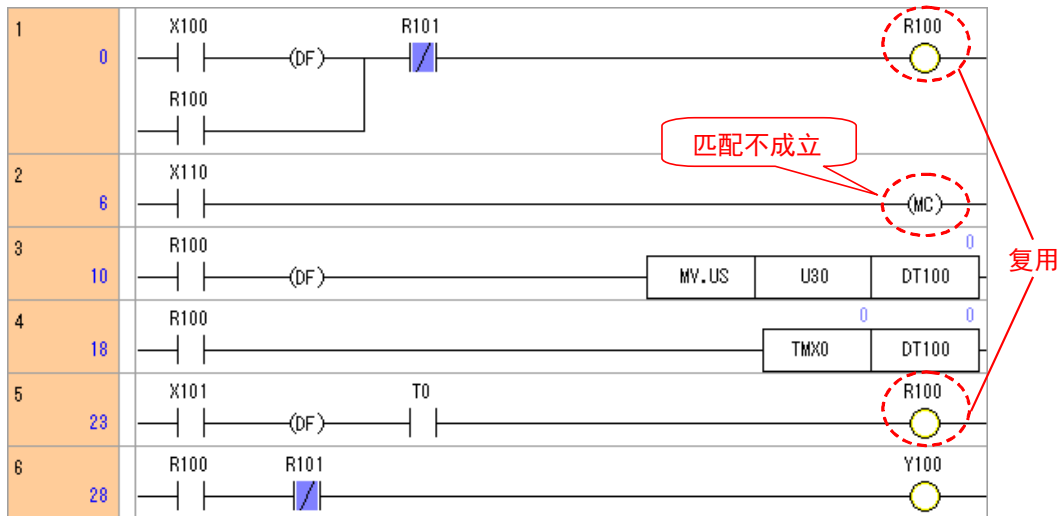 1 X100 R101 R100
0 (DF)
R100
匹配不成立
2 X110
6 (MC)
3 R100 0
复用
10 (DF) MV.US U30 DT100
4 R100 0 0
18 TMX0 DT100
5 X101 T0 R100
23 (DF)
6 R100 R101 Y100
28